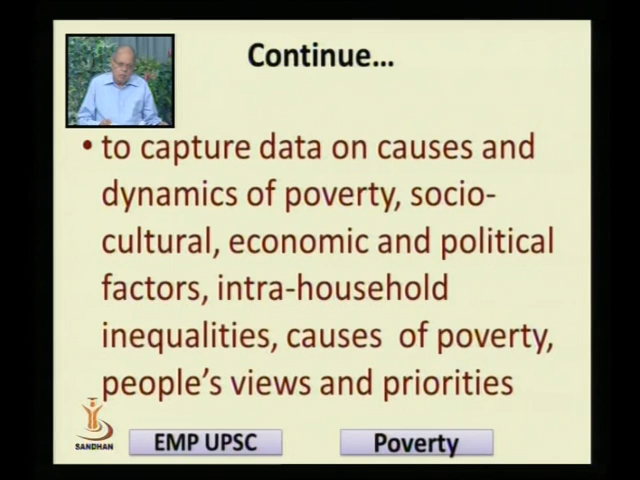 Continue...
• to capture data on causes and
dynamics of poverty, socio-
cultural, economic and political
factors, intra-household
inequalities, causes of poverty,
people's views and priorities
SANDHAN
EMP UPSC
Poverty